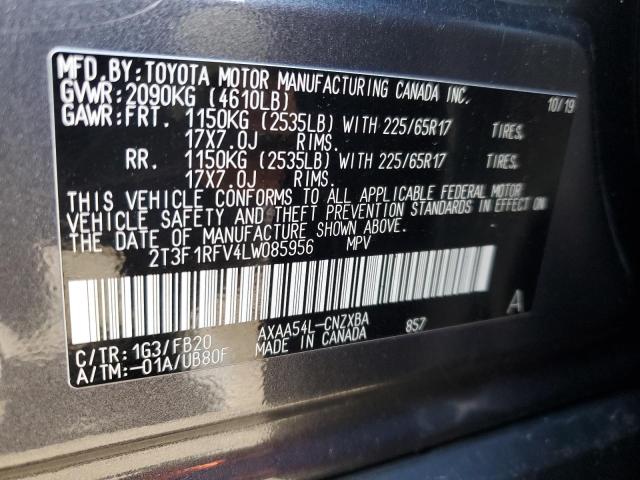 MFD.BY:TOYOTA MOTOR MANUFACTURING CANADA INC. 10/19
GVWR:2090KG (4610LB)
GAWR:FRT. 1150KG (2535LB) WITH 225/65R17 TIRES,
17X7.0J RIMS.
RR. 1150KG (2535LB) WITH 225/65R17 TIRES,
17X7.0J RIMS.
THIS VEHICLE CONFORMS TO ALL APPLICABLE FEDERAL MOTOR
VEHICLE SAFETY AND THEFT PREVENTION STANDARDS IN EFFECT ON
THE DATE OF MANUFACTURE SHOWN ABOVE.
2T3F1RFV4LW085956 MPV
A
C/TR:1G3/FB20 AXAA54L-CNZXBA 857
A/TM:-01A/UB80F MADE IN CANADA